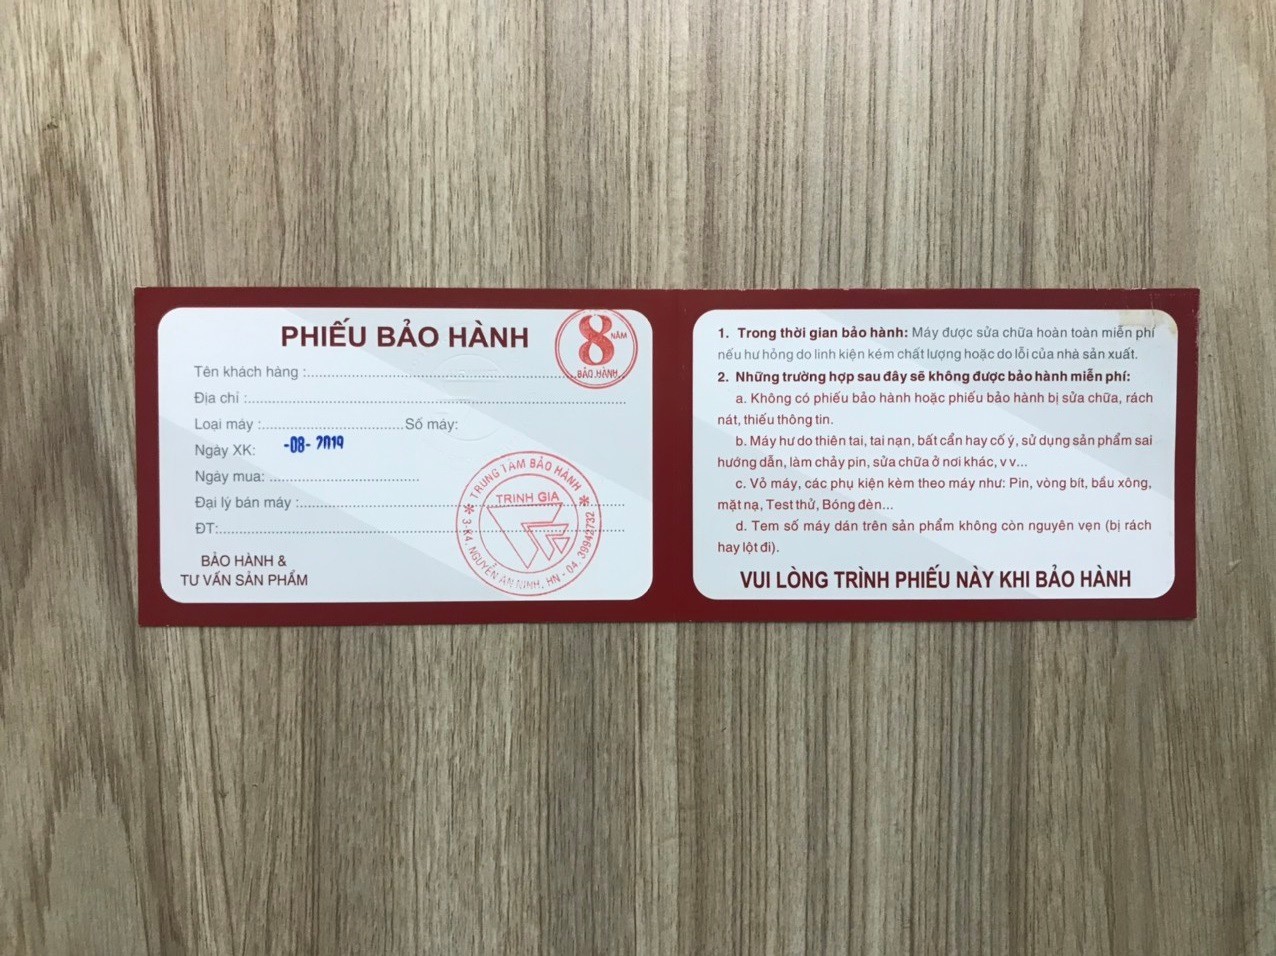 PHIẾU BẢO HÀNH
8 NĂM
BẢO HÀNH
Tên khách hàng :
Địa chỉ :
Loại máy : Số máy:
Ngày XK: -08- 2019
Ngày mua:
Đại lý bán máy :
ĐT:
BẢO HÀNH &
TƯ VẤN SẢN PHẨM
TRUNG TÂM BẢO HÀNH
TRINH GIA
3-R4, NGUYỄN AN NINH, HN - 04. 39942732
1. Trong thời gian bảo hành: Máy được sửa chữa hoàn toàn miễn phí
nếu hư hỏng do linh kiện kém chất lượng hoặc do lỗi của nhà sản xuất.
2. Những trường hợp sau đây sẽ không được bảo hành miễn phí:
a. Không có phiếu bảo hành hoặc phiếu bảo hành bị sửa chữa, rách
nát, thiếu thông tin.
b. Máy hư do thiên tai, tai nạn, bất cẩn hay cố ý, sử dụng sản phẩm sai
hướng dẫn, làm chảy pin, sửa chữa ở nơi khác, v v...
c. Vỏ máy, các phụ kiện kèm theo máy như: Pin, vòng bít, bầu xông,
mặt nạ, Test thử, Bóng đèn...
d. Tem số máy dán trên sản phẩm không còn nguyên vẹn (bị rách
hay lột đi).
VUI LÒNG TRÌNH PHIẾU NÀY KHI BẢO HÀNH